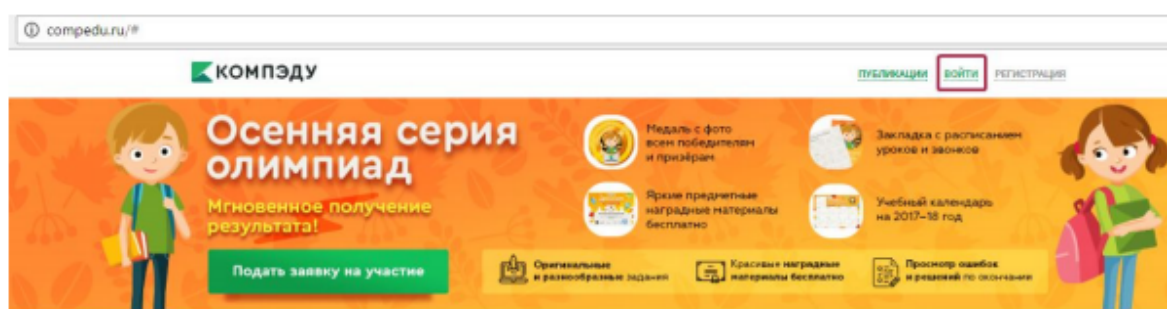 compedu.ru/#
КОМПЭДУ
ПУБЛИКАЦИИ ВОЙТИ РЕГИСТРАЦИЯ
Осенняя серия
олимпиад
Мгновенное получение
результата!
Подать заявку на участие
Медаль с фото
всем победителям
и призёрам
Закладка с расписанием
уроков и звонков
Яркие предметные
наградные материалы
бесплатно
Учебный календарь
на 2017–18 год
Оригинальные
и разнообразные задания
Красивые наградные
материалы бесплатно
Просмотр ошибок
и решений по окончании